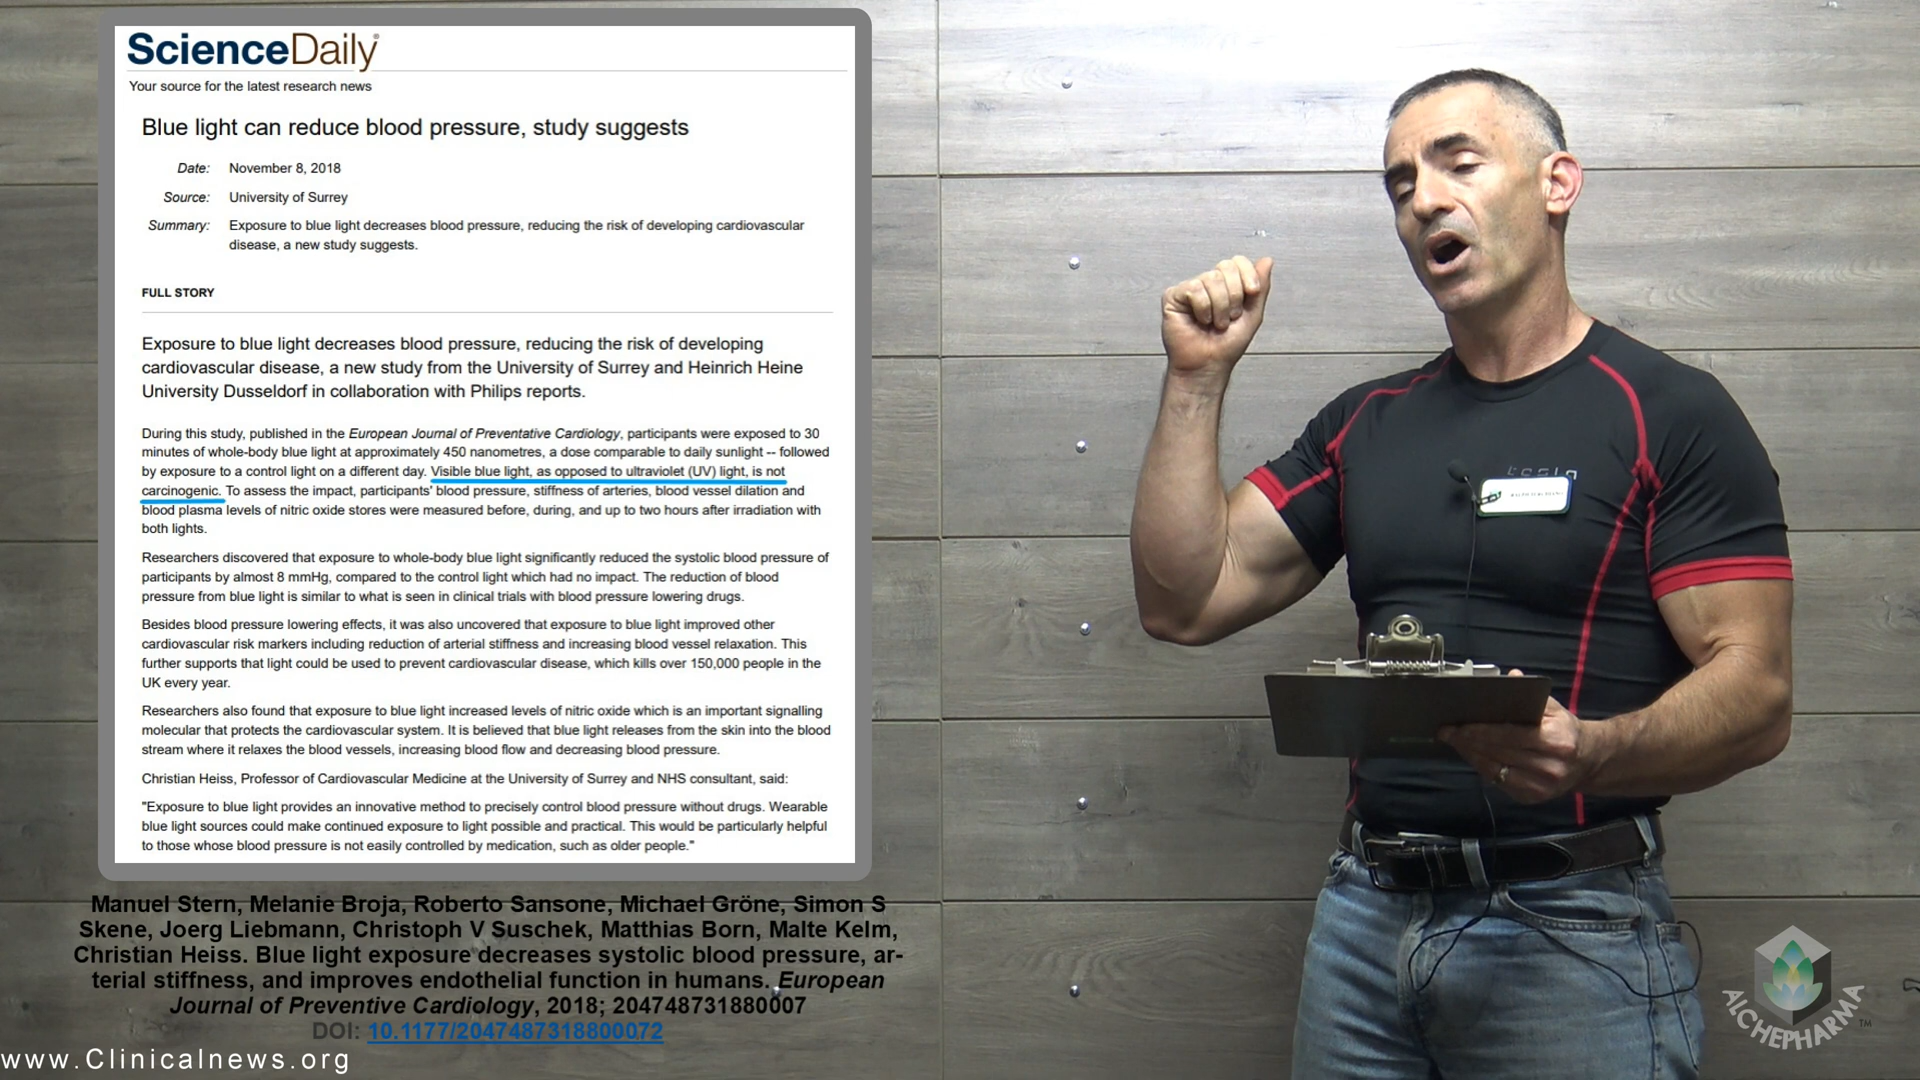 ScienceDaily®
Your source for the latest research news
Blue light can reduce blood pressure, study suggests
Date: November 8, 2018
Source: University of Surrey
Summary: Exposure to blue light decreases blood pressure, reducing the risk of developing cardiovascular
disease, a new study suggests.
FULL STORY
Exposure to blue light decreases blood pressure, reducing the risk of developing
cardiovascular disease, a new study from the University of Surrey and Heinrich Heine
University Dusseldorf in collaboration with Philips reports.
During this study, published in the European Journal of Preventative Cardiology, participants were exposed to 30
minutes of whole-body blue light at approximately 450 nanometres, a dose comparable to daily sunlight -- followed
by exposure to a control light on a different day. Visible blue light, as opposed to ultraviolet (UV) light, is not
carcinogenic. To assess the impact, participants' blood pressure, stiffness of arteries, blood vessel dilation and
blood plasma levels of nitric oxide stores were measured before, during, and up to two hours after irradiation with
both lights.
Researchers discovered that exposure to whole-body blue light significantly reduced the systolic blood pressure of
participants by almost 8 mmHg, compared to the control light which had no impact. The reduction of blood
pressure from blue light is similar to what is seen in clinical trials with blood pressure lowering drugs.
Besides blood pressure lowering effects, it was also uncovered that exposure to blue light improved other
cardiovascular risk markers including reduction of arterial stiffness and increasing blood vessel relaxation. This
further supports that light could be used to prevent cardiovascular disease, which kills over 150,000 people in the
UK every year.
Researchers also found that exposure to blue light increased levels of nitric oxide which is an important signalling
molecular that protects the cardiovascular system. It is believed that blue light releases from the skin into the blood
stream where it relaxes the blood vessels, increasing blood flow and decreasing blood pressure.
Christian Heiss, Professor of Cardiovascular Medicine at the University of Surrey and NHS consultant, said:
"Exposure to blue light provides an innovative method to precisely control blood pressure without drugs. Wearable
blue light sources could make continued exposure to light possible and practical. This would be particularly helpful
to those whose blood pressure is not easily controlled by medication, such as older people."
Manuel Stern, Melanie Broja, Roberto Sansone, Michael Gröne, Simon S
Skene, Joerg Liebmann, Christoph V Suschek, Matthias Born, Malte Kelm,
Christian Heiss. Blue light exposure decreases systolic blood pressure, ar-
terial stiffness, and improves endothelial function in humans. European
Journal of Preventive Cardiology, 2018; 204748731880007
DOI: 10.1177/2047487318800072
www.Clinicalnews.org
tesla
ALCHEPHARMA™